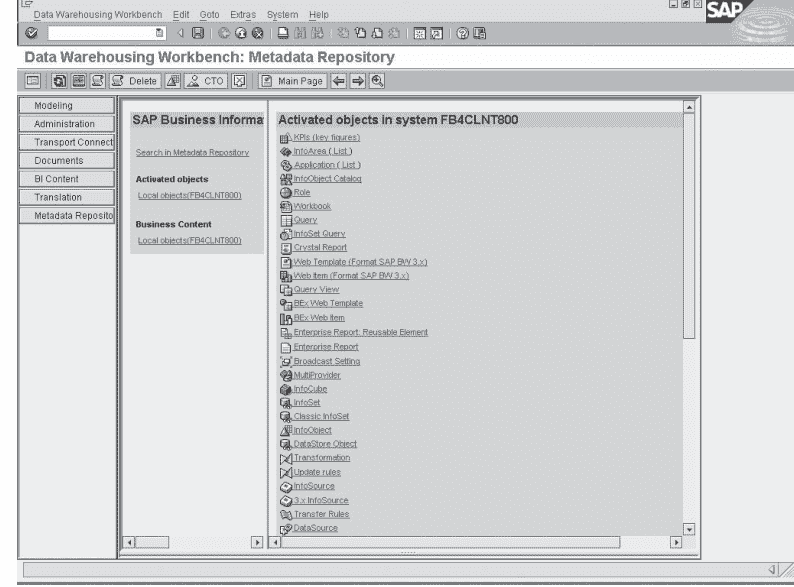 Data Warehousing Workbench Edit Goto Extras System Help
SAP
Data Warehousing Workbench: Metadata Repository
Delete CTO Main Page
Modeling
Administration
Transport Connect
Documents
BI Content
Translation
Metadata Reposito
SAP Business Informa
Search in Metadata Repository
Activated objects
Local objects(FB4CLNT800)
Business Content
Local objects(FB4CLNT800)
Activated objects in system FB4CLNT800
KPIs (key figures)
InfoArea ( List )
Application ( List )
InfoObject Catalog
Role
Workbook
Query
InfoSet Query
Crystal Report
Web Template (Format SAP BW 3.x)
Web Item (Format SAP BW 3.x)
Query View
BEx Web Template
BEx Web Item
Enterprise Report: Reusable Element
Enterprise Report
Broadcast Setting
MultiProvider
InfoCube
InfoSet
Classic InfoSet
InfoObject
DataStore Object
Transformation
Update rules
InfoSource
3.x InfoSource
Transfer Rules
DataSource